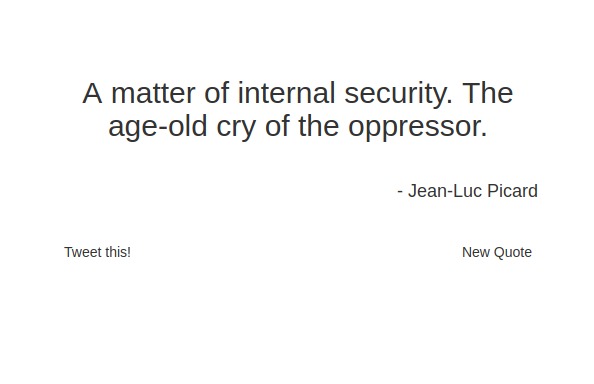 A matter of internal security. The
age-old cry of the oppressor.
- Jean-Luc Picard
Tweet this!
New Quote